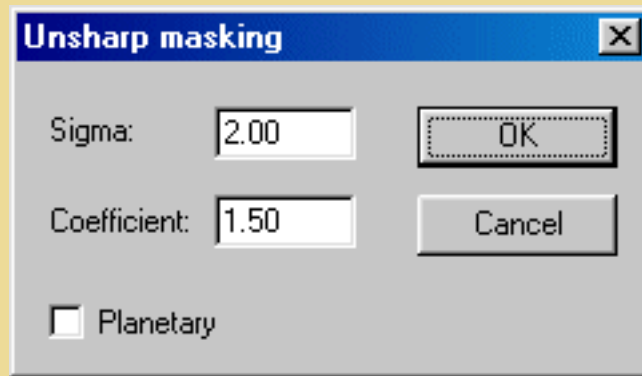 Unsharp masking
Sigma: 2.00 OK
Coefficient: 1.50 Cancel
Planetary